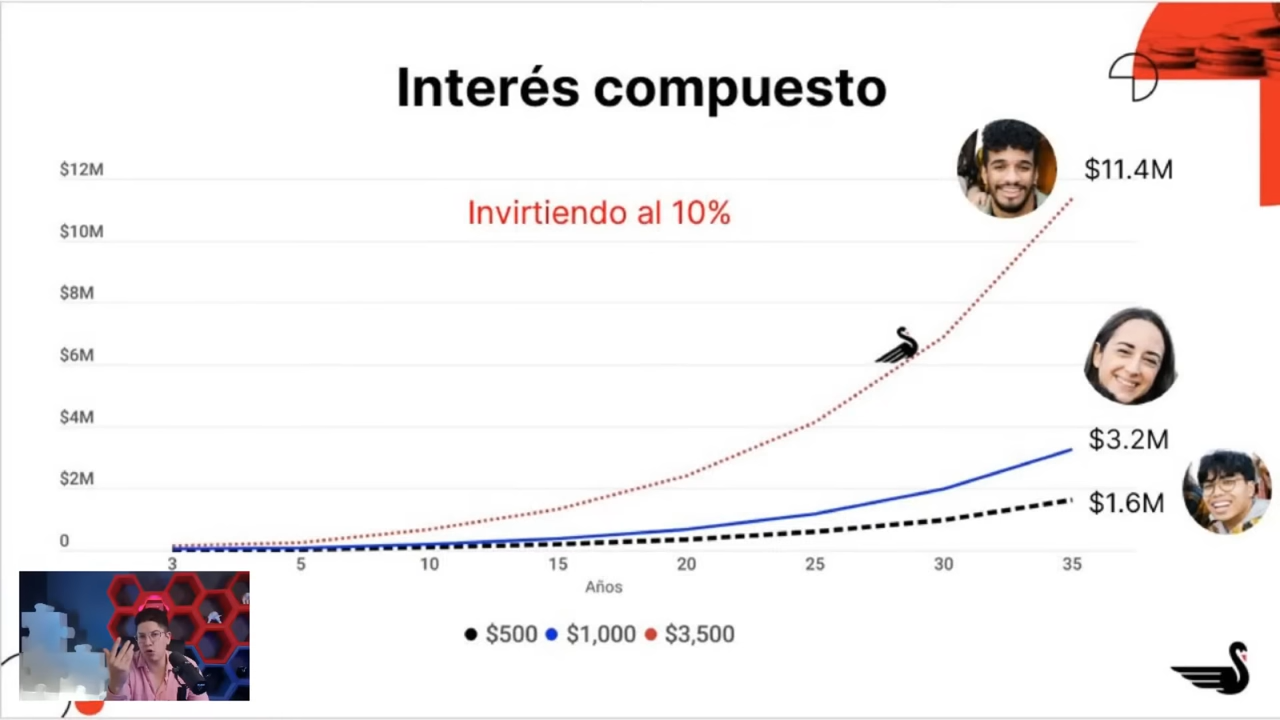 Interés compuesto
Invirtiendo al 10%
$12M
$10M
$8M
$6M
$4M
$2M
0
$11.4M
$3.2M
$1.6M
3 5 10 15 20 25 30 35
Años
$500 $1,000 $3,500